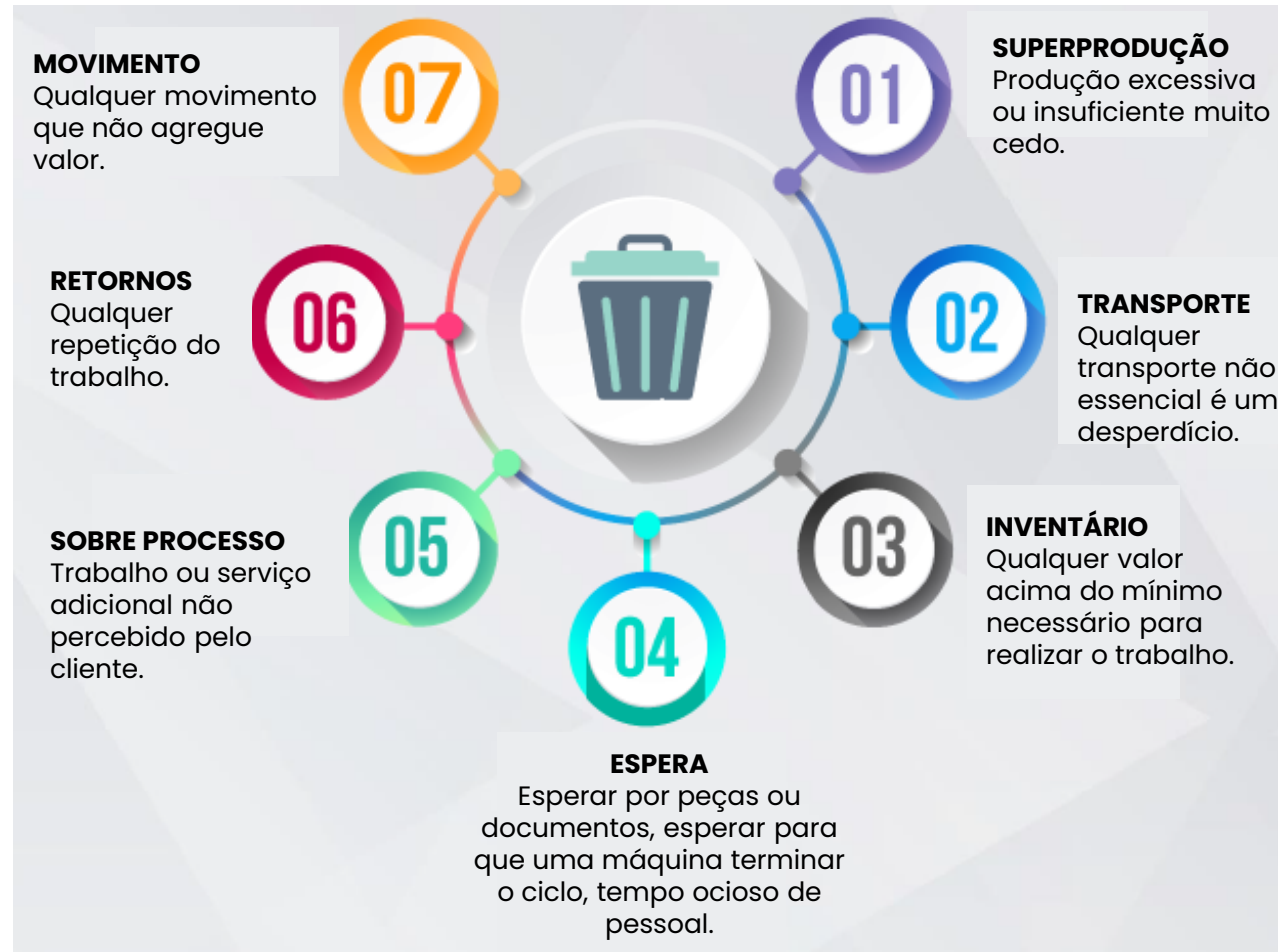 01
SUPERPRODUÇÃO
Produção excessiva
ou insuficiente muito
cedo.
02
TRANSPORTE
Qualquer
transporte não
essencial é um
desperdício.
03
INVENTÁRIO
Qualquer valor
acima do mínimo
necessário para
realizar o trabalho.
04
ESPERA
Esperar por peças ou
documentos, esperar para
que uma máquina terminar
o ciclo, tempo ocioso de
pessoal.
05
SOBRE PROCESSO
Trabalho ou serviço
adicional não
percebido pelo
cliente.
06
RETORNOS
Qualquer
repetição do
trabalho.
07
MOVIMENTO
Qualquer movimento
que não agregue
valor.